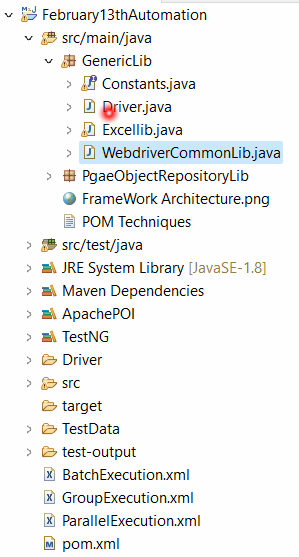 February13thAutomation
src/main/java
GenericLib
Constants.java
Driver.java
Excellib.java
WebdriverCommonLib.java
PgaeObjectRepositoryLib
FrameWork Architecture.png
POM Techniques
src/test/java
JRE System Library [JavaSE-1.8]
Maven Dependencies
ApachePOI
TestNG
Driver
src
target
TestData
test-output
BatchExecution.xml
GroupExecution.xml
ParallelExecution.xml
pom.xml